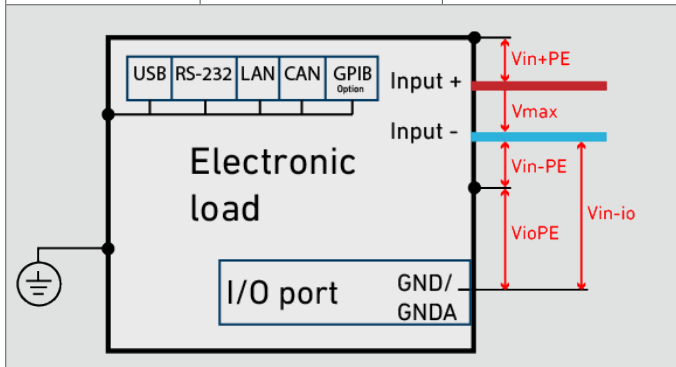 USB RS-232 LAN CAN GPIB
Option
Vin+PE
Input +
Vmax
Input -
Electronic
load
Vin-PE
Vin-io
VioPE
I/O port
GND/
GNDA